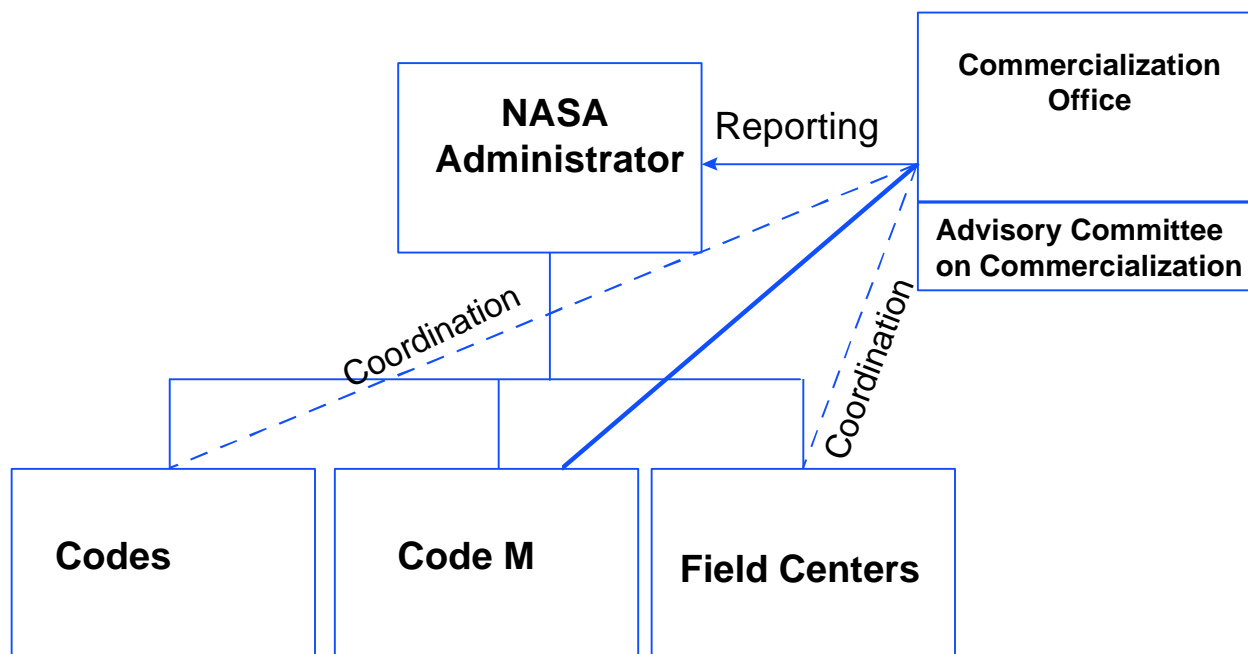 Commercialization
Office
NASA
Administrator
Reporting
Advisory Committee
on Commercialization
Coordination
Coordination
Codes
Code M
Field Centers